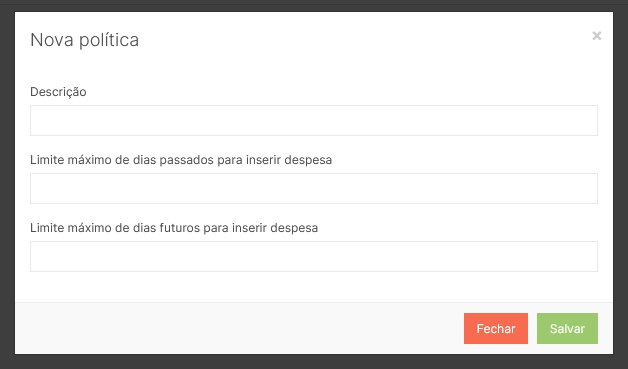 Nova política
×
Descrição
Limite máximo de dias passados para inserir despesa
Limite máximo de dias futuros para inserir despesa
Fechar
Salvar